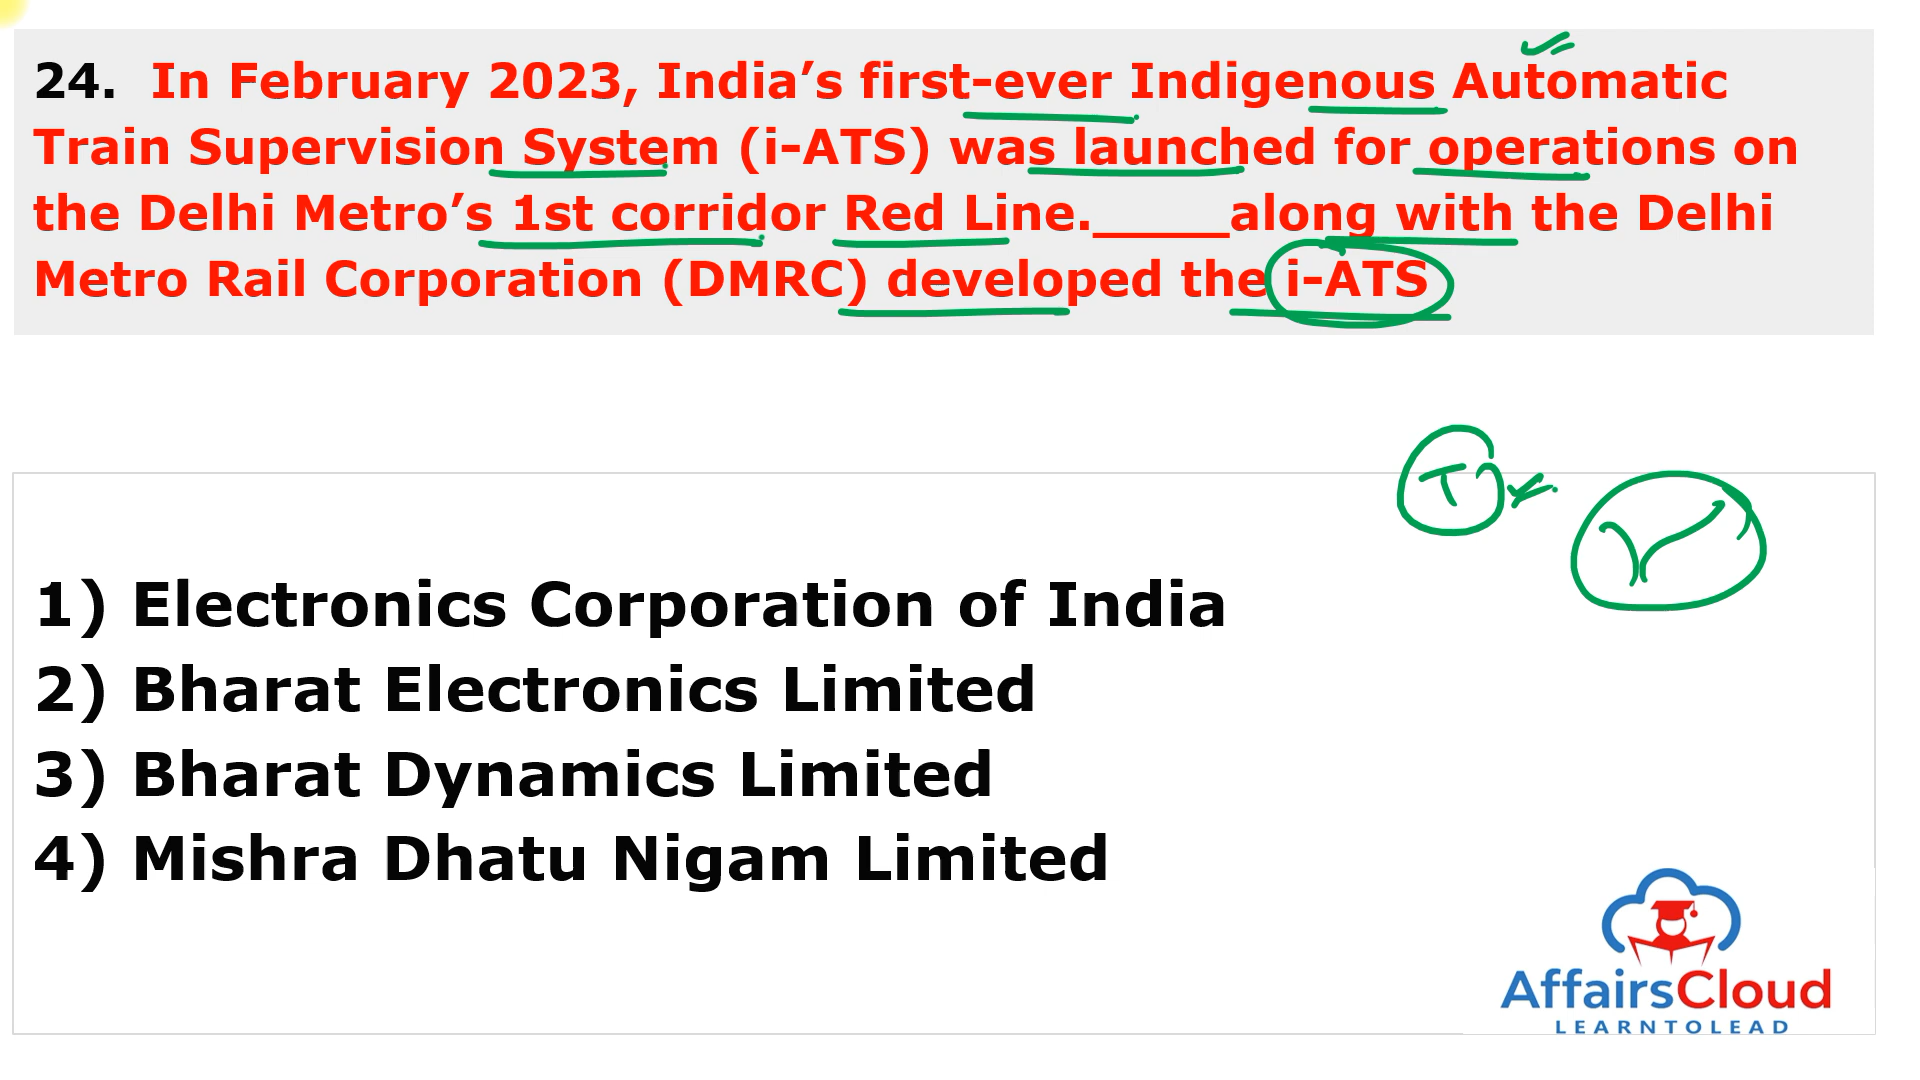 24. In February 2023, India’s first-ever Indigenous Automatic
Train Supervision System (i-ATS) was launched for operations on
the Delhi Metro’s 1st corridor Red Line._____along with the Delhi
Metro Rail Corporation (DMRC) developed the i-ATS
T
1) Electronics Corporation of India
2) Bharat Electronics Limited
3) Bharat Dynamics Limited
4) Mishra Dhatu Nigam Limited
AffairsCloud
LEARNTOLEAD